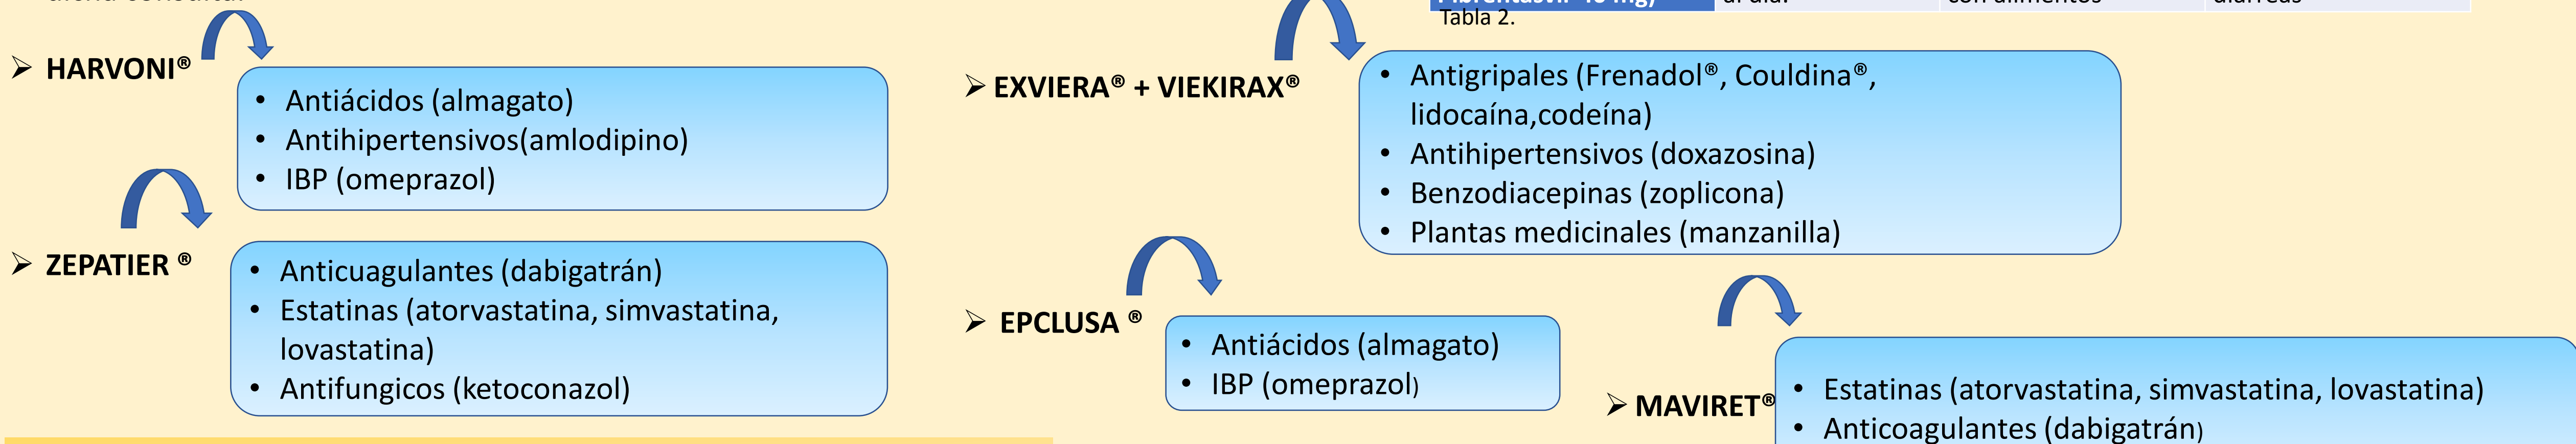 Tabla 2.
➢ HARVONI®
• Antiácidos (almagato)
• Antihipertensivos(amlodipino)
• IBP (omeprazol)
➢ ZEPATIER ®
• Anticuagulantes (dabigatrán)
• Estatinas (atorvastatina, simvastatina,
lovastatina)
• Antifungicos (ketoconazol)
➢ EXVIERA® + VIEKIRAX®
• Antigripales (Frenadol®, Couldina®,
lidocaína,codeína)
• Antihipertensivos (doxazosina)
• Benzodiacepinas (zoplicona)
• Plantas medicinales (manzanilla)
➢ EPCLUSA ®
• Antiácidos (almagato)
• IBP (omeprazol)
➢ MAVIRET®
• Estatinas (atorvastatina, simvastatina, lovastatina)
• Anticoagulantes (dabigatrán)